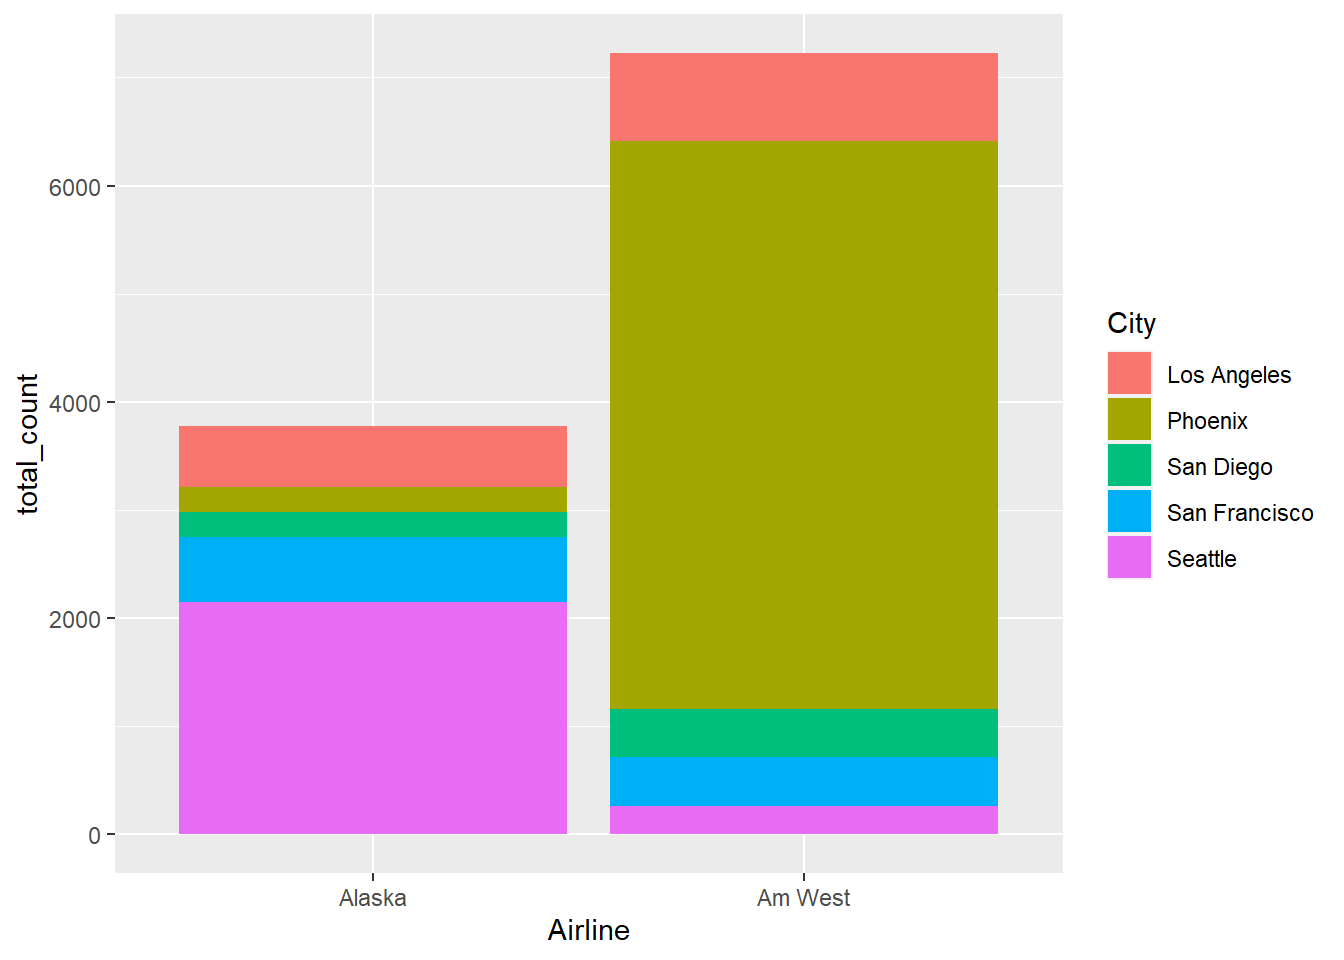 total_count
6000
4000
2000
0
Alaska
Am West
Airline
City
Los Angeles
Phoenix
San Diego
San Francisco
Seattle